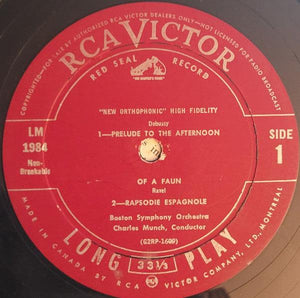 COPYRIGHTED—FOR USE BY AUTHORIZED RCA VICTOR DEALERS ONLY—NOT LICENSED FOR RADIO BROADCAST
RCA VICTOR
RED SEAL RECORD
"HIS MASTER'S VOICE"
"NEW ORTHOPHONIC" HIGH FIDELITY
Debussy
1—PRELUDE TO THE AFTERNOON
LM
1984
Non-
Breakable
SIDE
1
OF A FAUN
Ravel
2—RAPSODIE ESPAGNOLE
Boston Symphony Orchestra
Charles Munch, Conductor
LONG 33⅓ PLAY
MADE IN CANADA BY RCA VICTOR COMPANY, LTD., MONTREAL